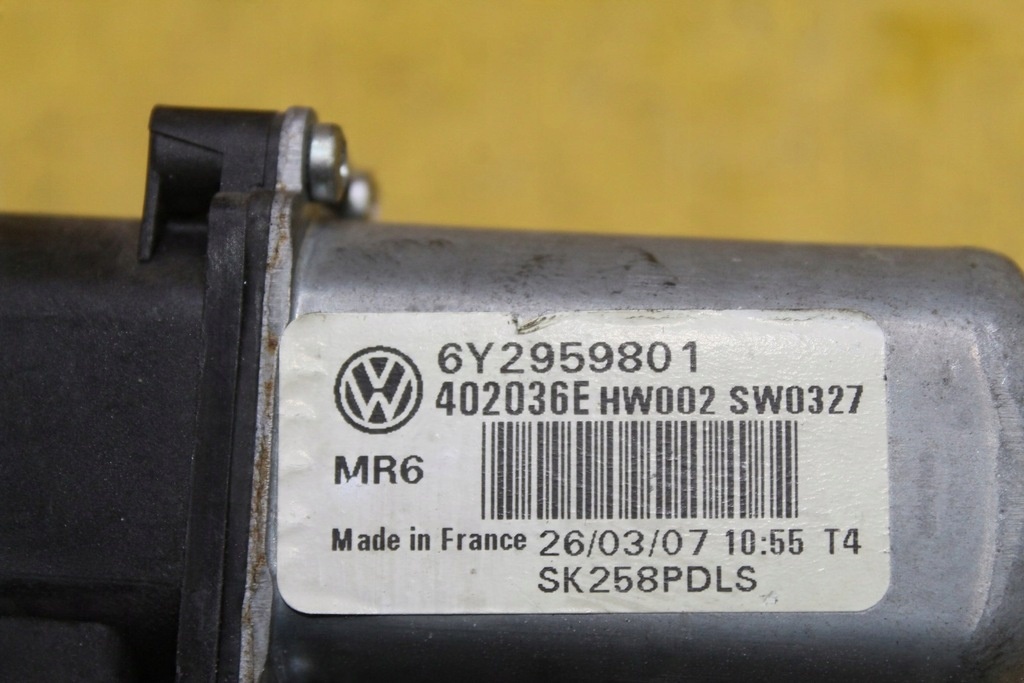 6Y2959801
402036E HW002 SW0327
MR6
Made in France 26/03/07 10:55 T4
SK258PDLS